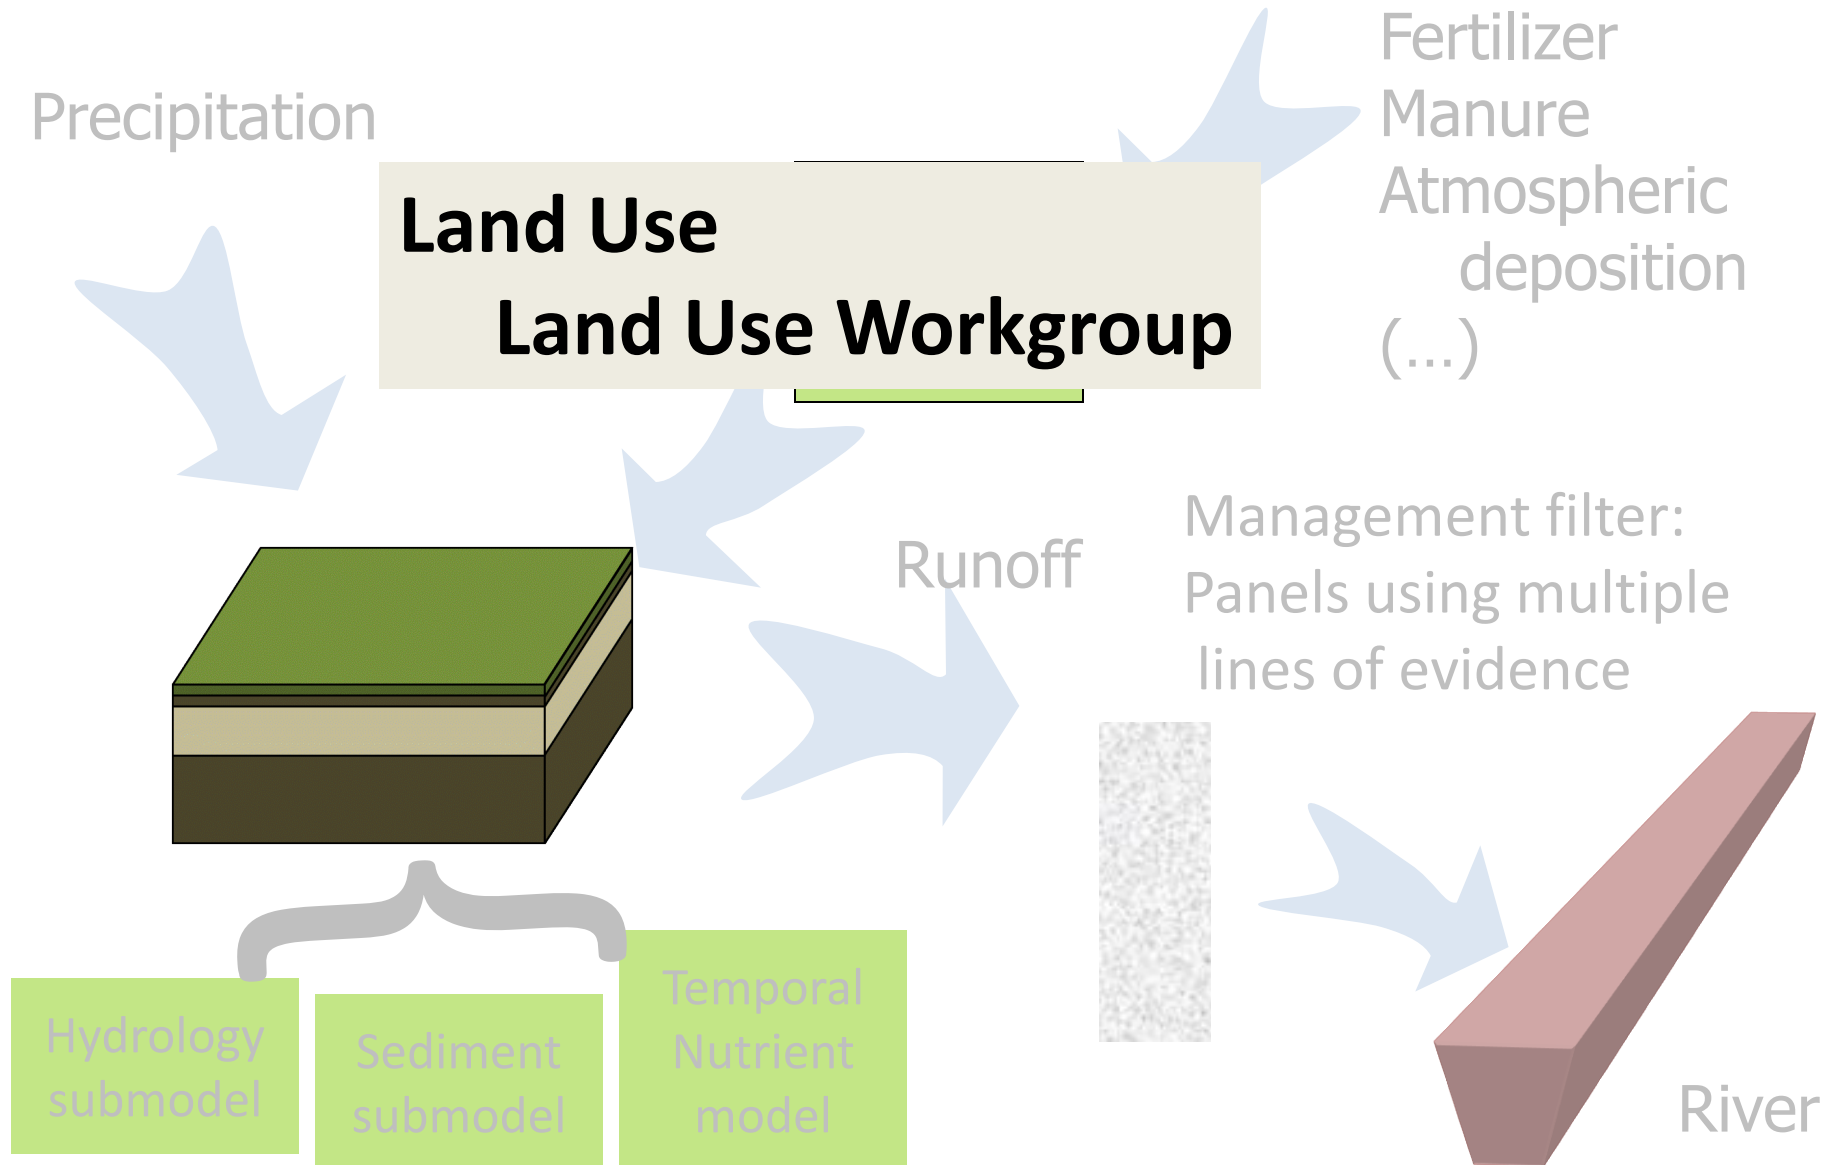 Precipitation
Fertilizer
Manure
Atmospheric
deposition
(...)
Land Use
Land Use Workgroup
Runoff
Management filter:
Panels using multiple
lines of evidence
Hydrology
submodel
Sediment
submodel
Temporal
Nutrient
model
River